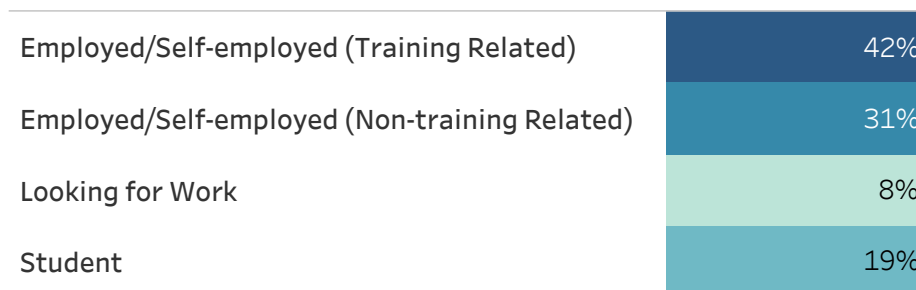 Employed/Self-employed (Training Related) 42%
Employed/Self-employed (Non-training Related) 31%
Looking for Work 8%
Student 19%